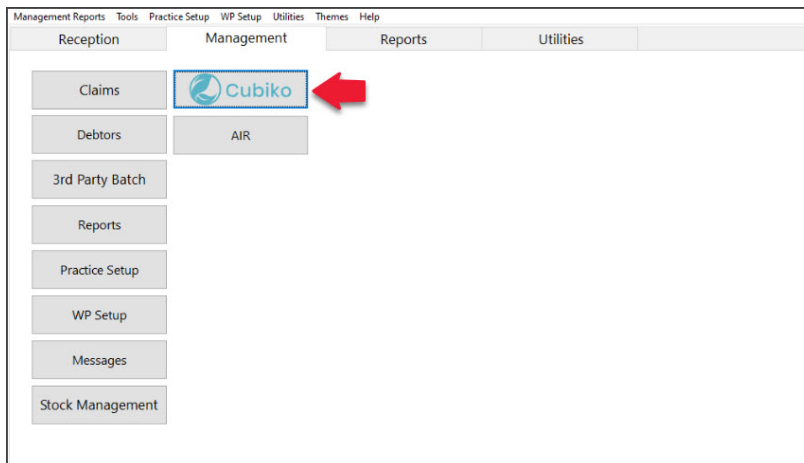 Management Reports Tools Practice Setup WP Setup Utilities Themes Help
Reception Management Reports Utilities
Claims Cubiko
Debtors AIR
3rd Party Batch
Reports
Practice Setup
WP Setup
Messages
Stock Management